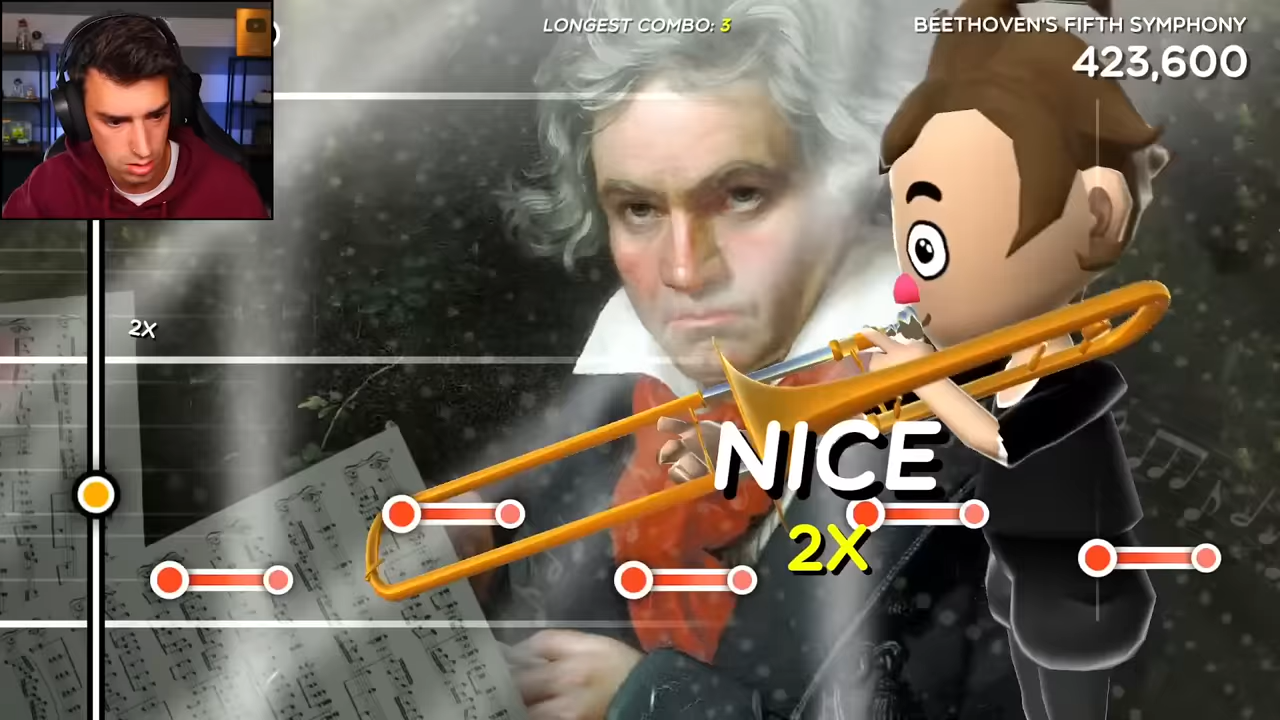 LONGEST COMBO: 3
BEETHOVEN'S FIFTH SYMPHONY
423,600
2X
NICE
2X